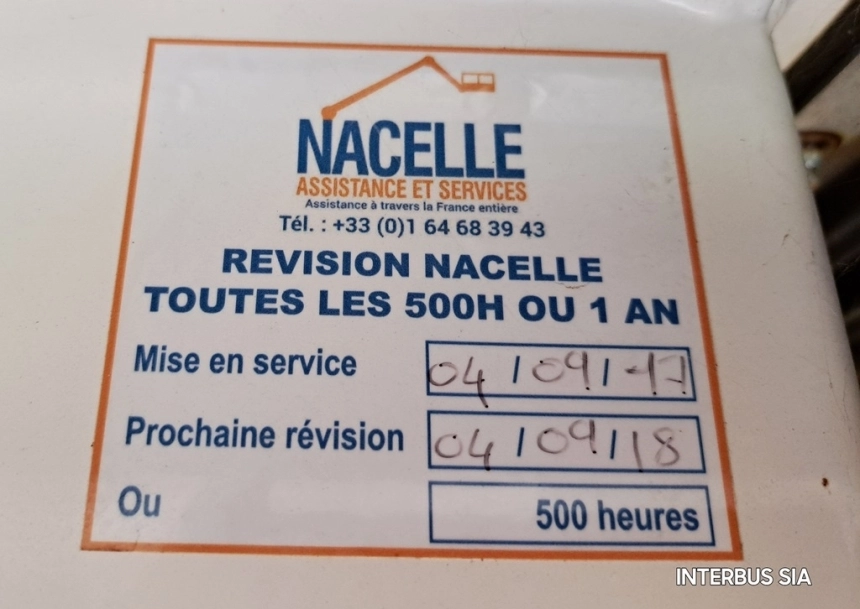 NACELLE
ASSISTANCE ET SERVICES
Assistance à travers la France entière
Tél. : +33 (0)1 64 68 39 43
REVISION NACELLE
TOUTES LES 500H OU 1 AN
Mise en service 04/09/17
Prochaine révision 04/09/18
Ou 500 heures
INTERBUS SIA